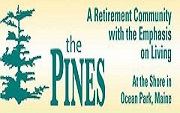 the
PINES
A Retirement Community
with the Emphasis
on Living
At the Shore in
Ocean Park, Maine